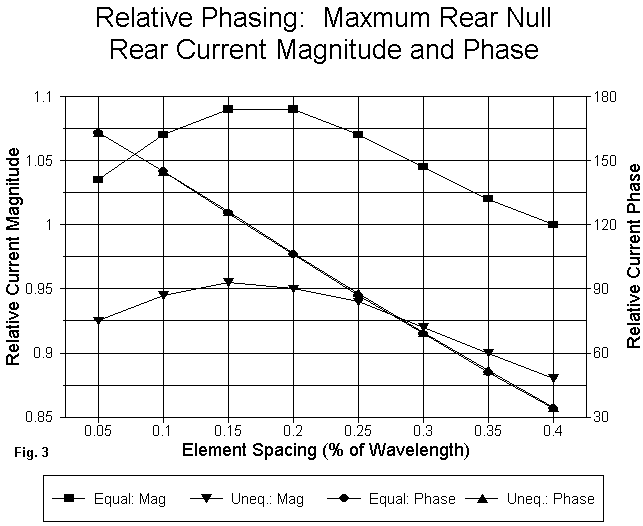 Relative Phasing: Maxmum Rear Null
Rear Current Magnitude and Phase
1.1
1.05
1
0.95
0.9
0.85
Relative Current Magnitude
180
150
120
90
60
30
Relative Current Phase
0.05 0.1 0.15 0.2 0.25 0.3 0.35 0.4
Element Spacing (% of Wavelength)
Fig. 3
Equal: Mag Uneq.: Mag Equal: Phase Uneq.: Phase